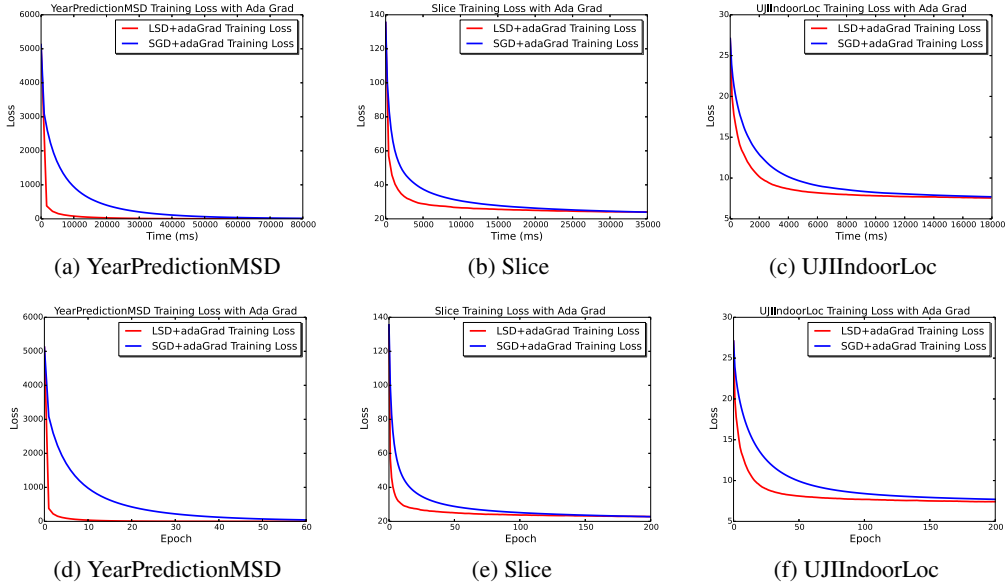 YearPredictionMSD Training Loss with Ada Grad
LSD+adaGrad Training Loss
SGD+adaGrad Training Loss
6000
5000
4000
3000
2000
1000
0
Loss
0 10000 20000 30000 40000 50000 60000 70000 80000
Time (ms)
(a) YearPredictionMSD
Slice Training Loss with Ada Grad
LSD+adaGrad Training Loss
SGD+adaGrad Training Loss
140
120
100
80
60
40
20
Loss
0 5000 10000 15000 20000 25000 30000 35000
Time (ms)
(b) Slice
UJIIndoorLoc Training Loss with Ada Grad
LSD+adaGrad Training Loss
SGD+adaGrad Training Loss
30
25
20
15
10
5
Loss
0 2000 4000 6000 8000 10000 12000 14000 16000 18000
Time (ms)
(c) UJIIndoorLoc
YearPredictionMSD Training Loss with Ada Grad
LSD+adaGrad Training Loss
SGD+adaGrad Training Loss
6000
5000
4000
3000
2000
1000
0
Loss
0 10 20 30 40 50 60
Epoch
(d) YearPredictionMSD
Slice Training Loss with Ada Grad
LSD+adaGrad Training Loss
SGD+adaGrad Training Loss
140
120
100
80
60
40
20
Loss
0 50 100 150 200
Epoch
(e) Slice
UJIIndoorLoc Training Loss with Ada Grad
LSD+adaGrad Training Loss
SGD+adaGrad Training Loss
30
25
20
15
10
5
Loss
0 50 100 150 200
Epoch
(f) UJIIndoorLoc